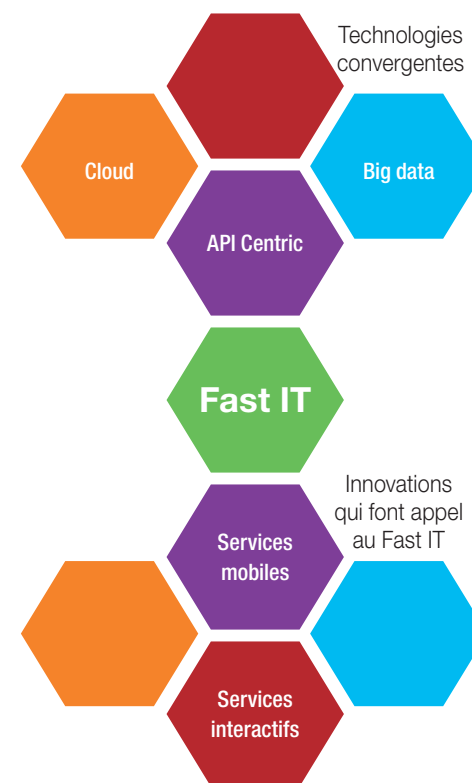 Technologies
convergentes
Cloud
Big data
API Centric
Fast IT
Innovations
qui font appel
au Fast IT
Services
mobiles
Services
interactifs